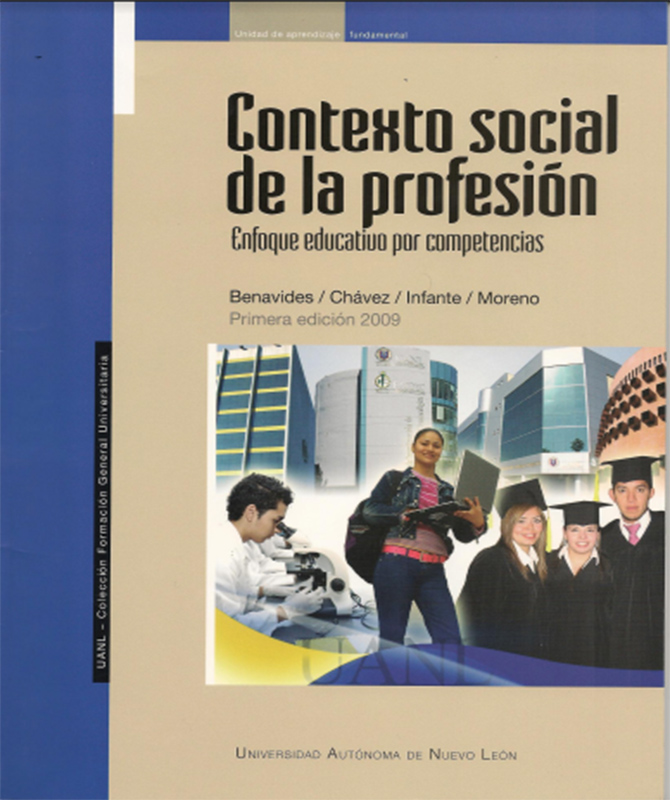 Unidad de aprendizaje fundamental
Contexto social
de la profesión
Enfoque educativo por competencias
Benavides / Chávez / Infante / Moreno
Primera edición 2009
UANL – Colección Formación General Universitaria
UANL
UNIVERSIDAD AUTÓNOMA DE NUEVO LEÓN